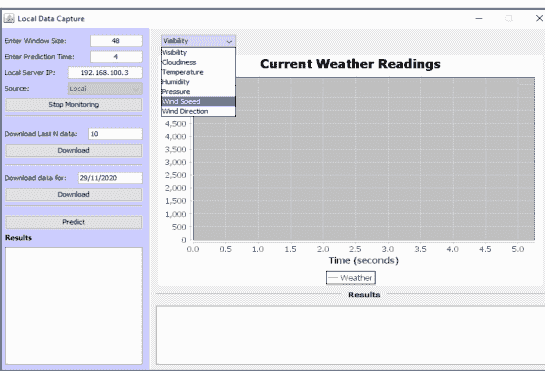 Local Data Capture
Enter Window Size: 48
Enter Prediction Time: 4
Local Server IP: 192.168.100.3
Source: Local
Stop Monitoring
Download Last N data: 10
Download
Download data for: 29/11/2020
Download
Predict
Results
Visibility
Visibility
Cloudness
Temperature
Humidity
Pressure
Wind Speed
Wind Direction
Current Weather Readings
4,500
4,000
3,500
3,000
2,500
2,000
1,500
1,000
500
0
0.0 0.5 1.0 1.5 2.0 2.5 3.0 3.5 4.0 4.5 5.0
Time (seconds)
Weather
Results